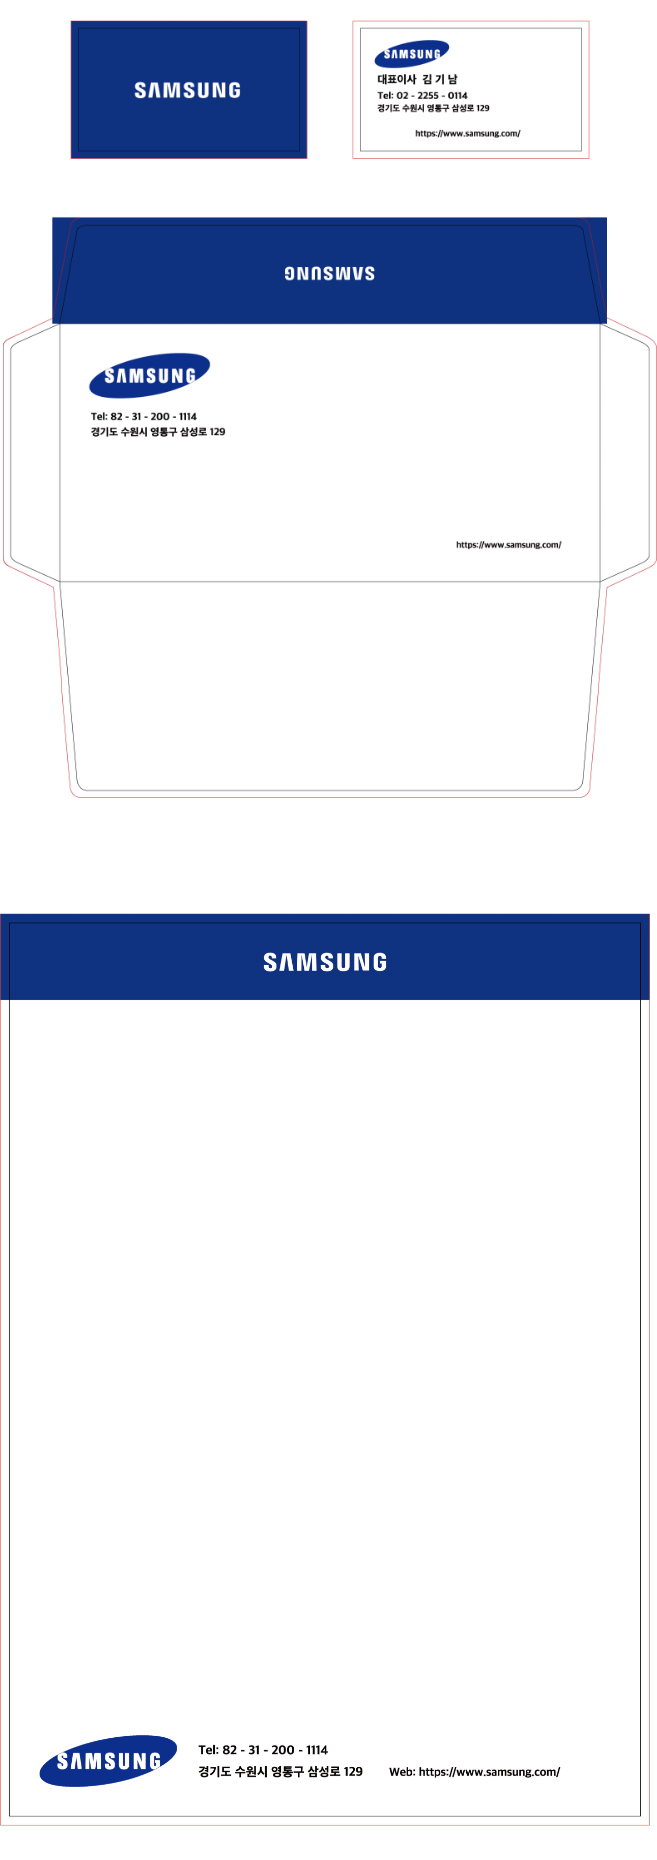 SAMSUNG
SAMSUNG
대표이사 김 기 남
Tel: 02 - 2255 - 0114
경기도 수원시 영통구 삼성로 129
https://www.samsung.com/
SAMSUNG
SAMSUNG
Tel: 82 - 31 - 200 - 1114
경기도 수원시 영통구 삼성로 129
https://www.samsung.com/
SAMSUNG
SAMSUNG
Tel: 82 - 31 - 200 - 1114
경기도 수원시 영통구 삼성로 129 Web: https://www.samsung.com/